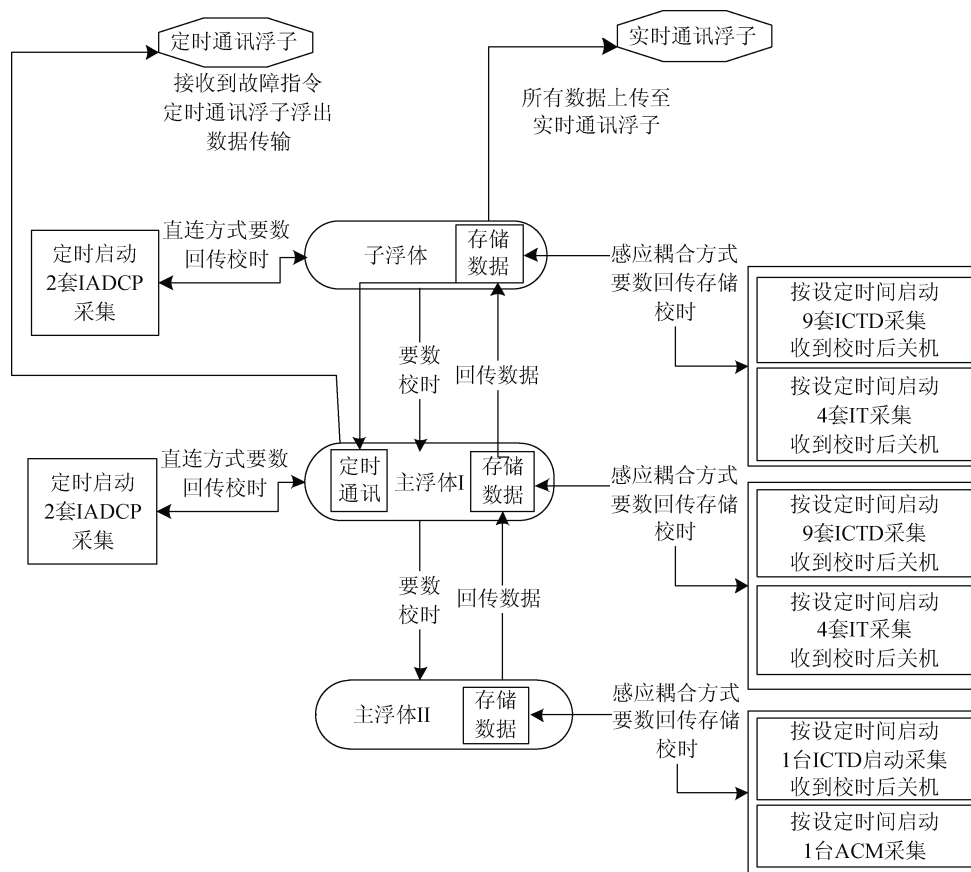 定时通讯浮子
接收到故障指令
定时通讯浮子浮出
数据传输
实时通讯浮子
所有数据上传至
实时通讯浮子
定时启动
2套IADCP
采集
直连方式要数
回传校时
子浮体
存储
数据
感应耦合方式
要数回传存储
校时
按设定时间启动
9套ICTD采集
收到校时后关机
按设定时间启动
4套IT采集
收到校时后关机
要数
校时
回传数据
定时启动
2套IADCP
采集
直连方式要数
回传校时
定时
通讯
主浮体I
存储
数据
感应耦合方式
要数回传存储
校时
按设定时间启动
9套ICTD采集
收到校时后关机
按设定时间启动
4套IT采集
收到校时后关机
要数
校时
回传数据
主浮体II
存储
数据
感应耦合方式
要数回传存储
校时
按设定时间启动
1台ICTD启动采集
收到校时后关机
按设定时间启动
1台ACM采集